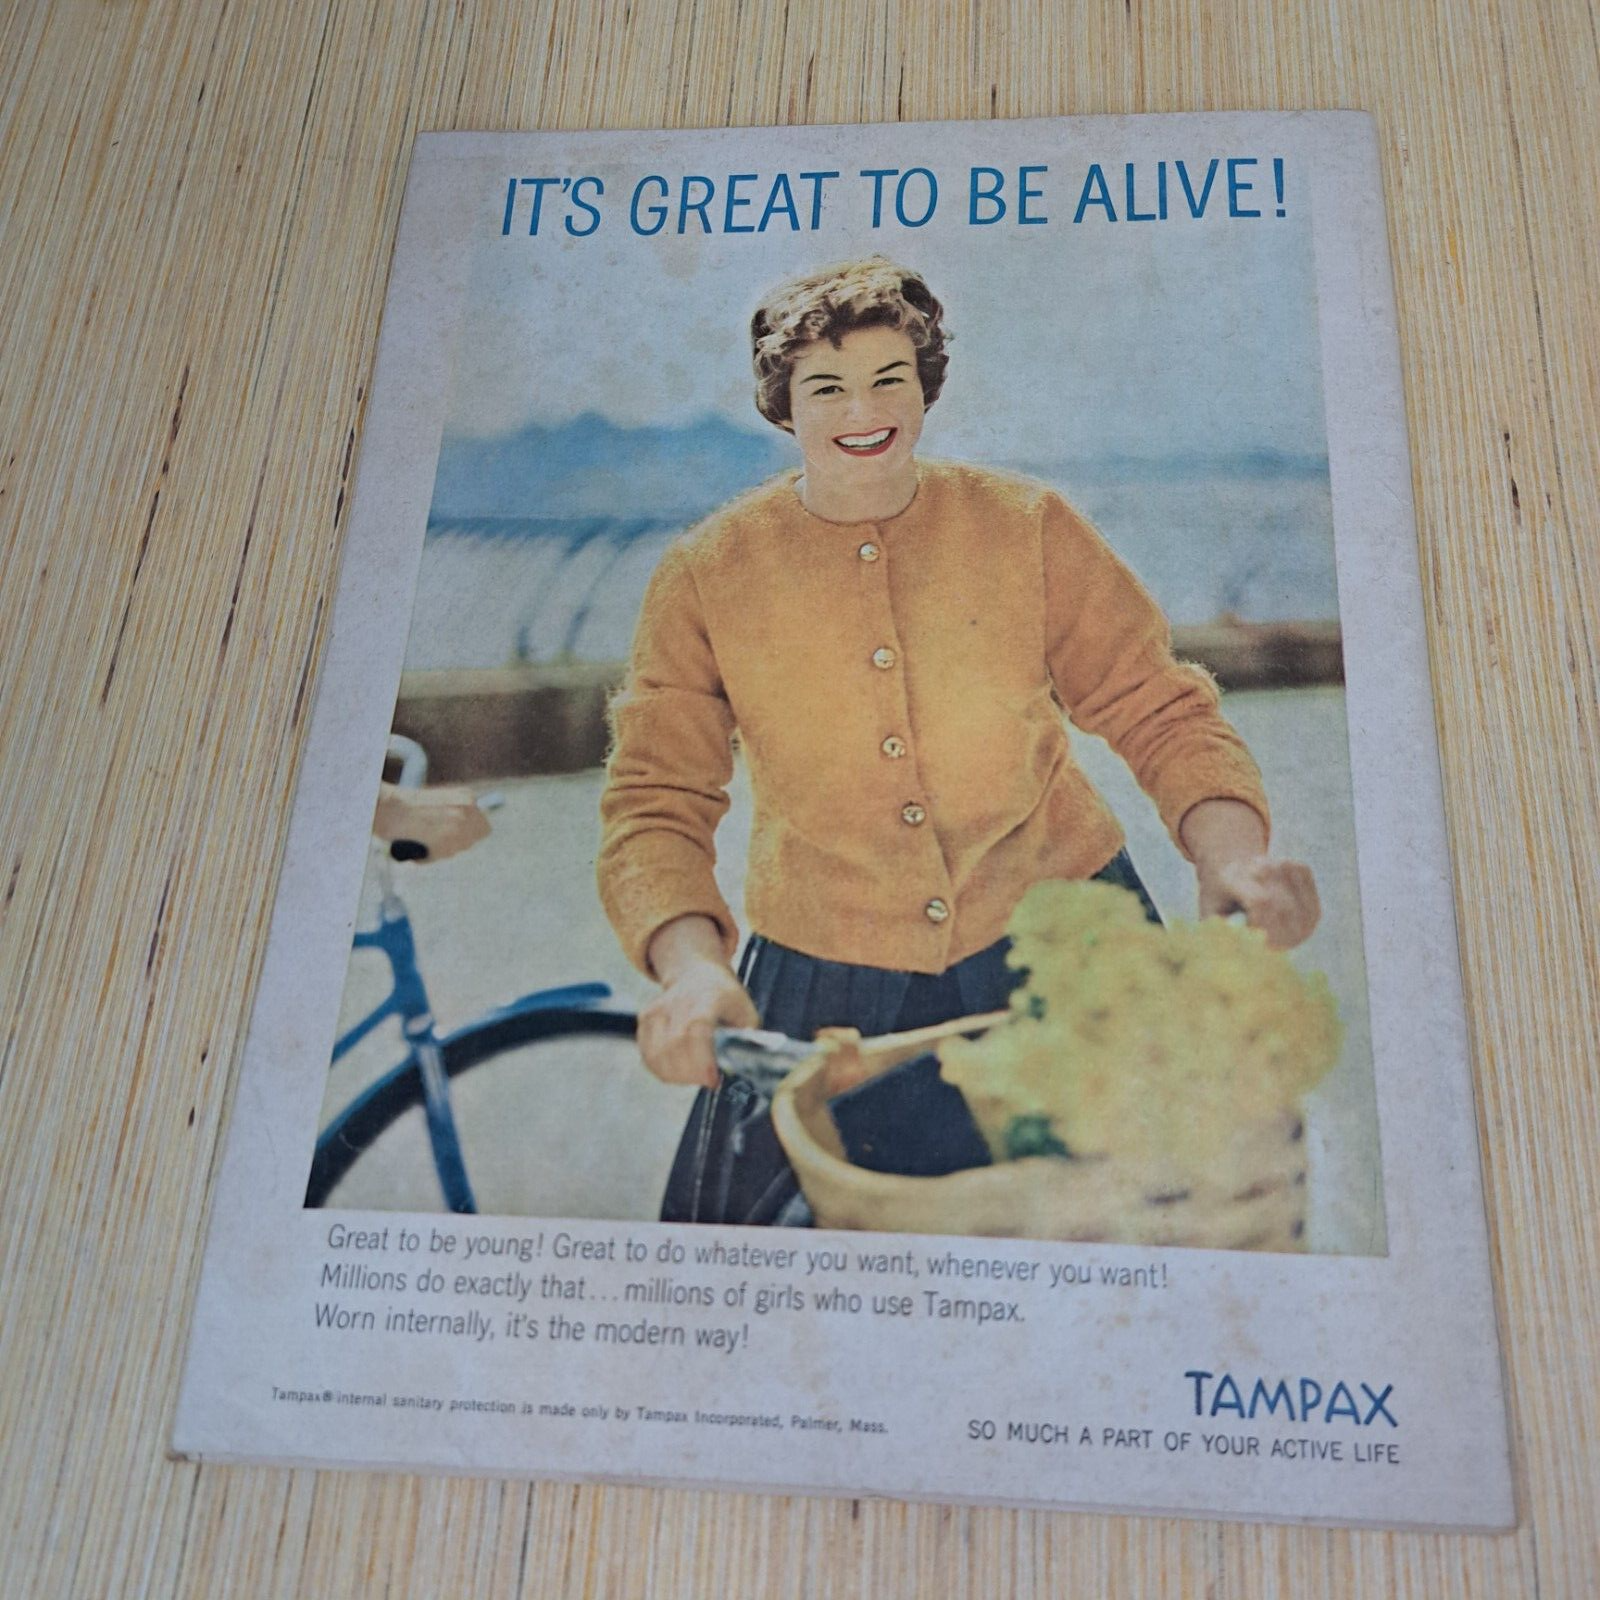 IT'S GREAT TO BE ALIVE!
Great to be young! Great to do whatever you want, whenever you want!
Millions do exactly that...millions of girls who use Tampax.
Worn internally, it's the modern way!
Tampax® internal sanitary protection is made only by Tampax Incorporated, Palmer, Mass.
TAMPAX
SO MUCH A PART OF YOUR ACTIVE LIFE